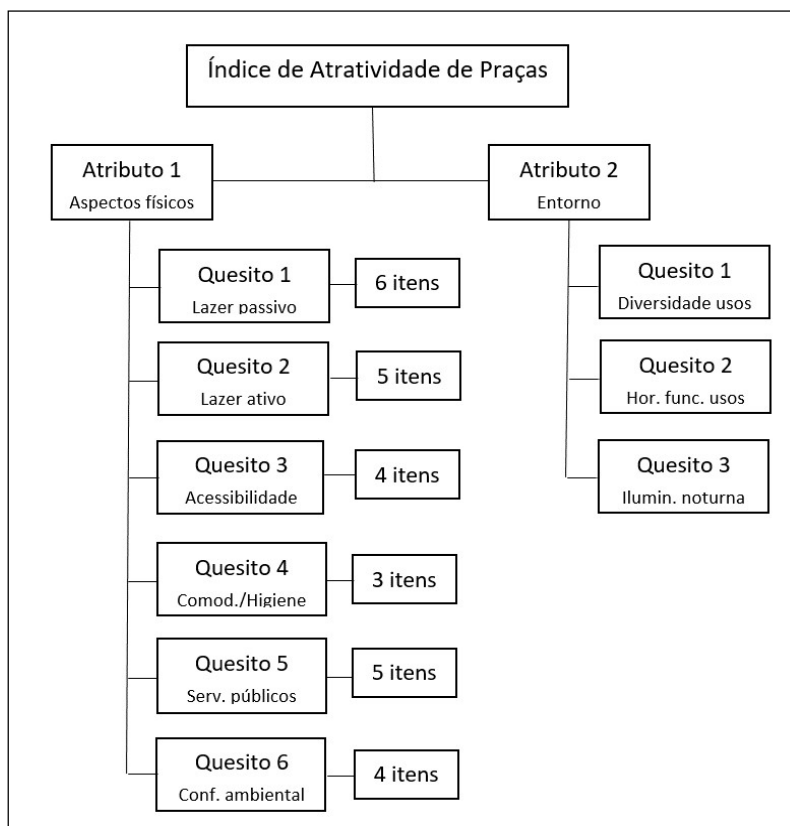 Índice de Atratividade de Praças
Atributo 1
Aspectos físicos
Atributo 2
Entorno
Quesito 1
Lazer passivo
6 itens
Quesito 2
Lazer ativo
5 itens
Quesito 3
Acessibilidade
4 itens
Quesito 4
Comod./Higiene
3 itens
Quesito 5
Serv. públicos
5 itens
Quesito 6
Conf. ambiental
4 itens
Quesito 1
Diversidade usos
Quesito 2
Hor. func. usos
Quesito 3
Ilumin. noturna